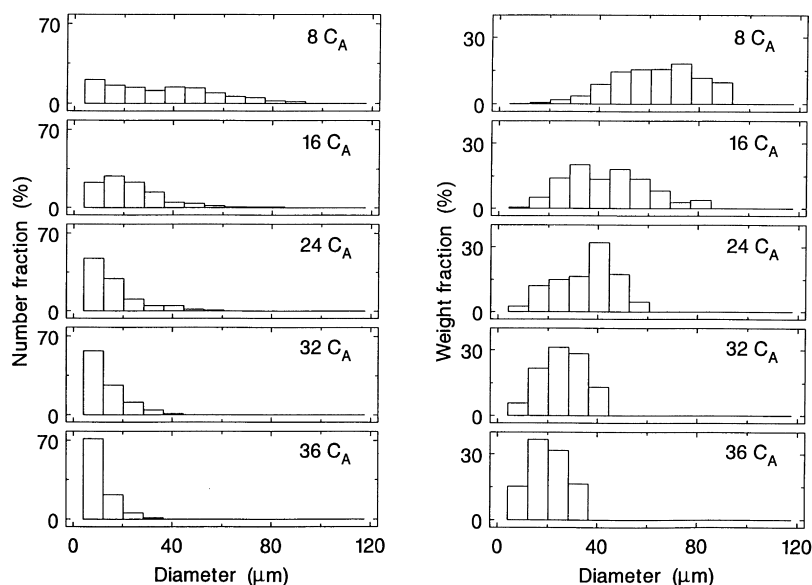 Number fraction (%)
70
0
8 C_A
70
0
16 C_A
70
0
24 C_A
70
0
32 C_A
70
0
36 C_A
0 40 80 120
Diameter (μm)
Weight fraction (%)
30
0
8 C_A
30
0
16 C_A
30
0
24 C_A
30
0
32 C_A
30
0
36 C_A
0 40 80 120
Diameter (μm)